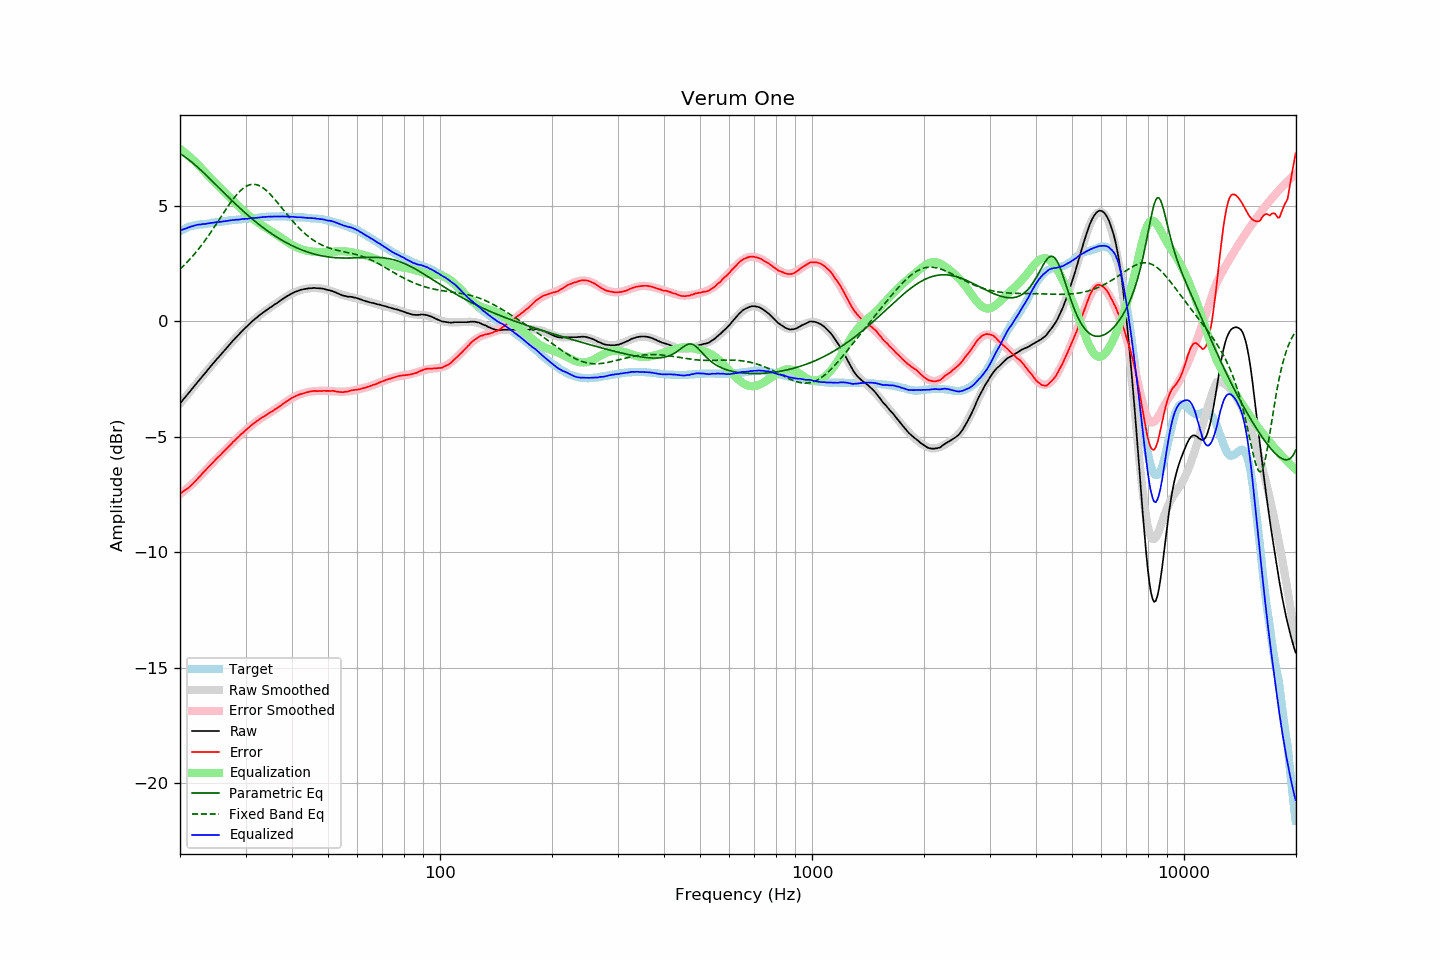 Verum One
Amplitude (dBr)
5
0
−5
−10
−15
−20
Target
Raw Smoothed
Error Smoothed
Raw
Error
Equalization
Parametric Eq
Fixed Band Eq
Equalized
100
1000
10000
Frequency (Hz)